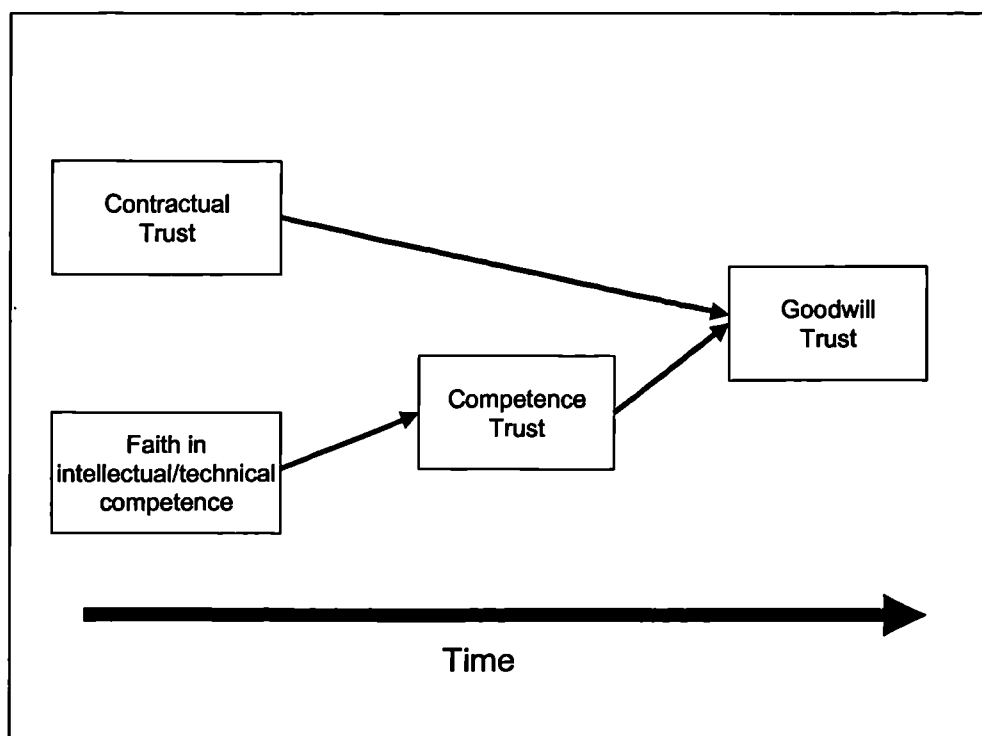 Contractual
Trust
Goodwill
Trust
Competence
Trust
Faith in
intellectual/technical
competence
Time